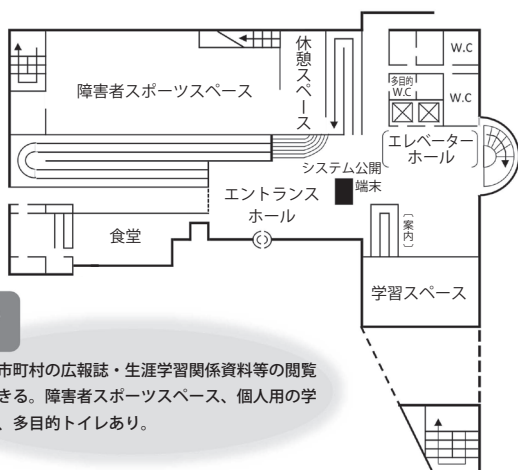 休憩スペース
W.C
障害者スポーツスペース
多目的
W.C
W.C
エレベーター
ホール
システム公開
端末
エントランス
ホール
食堂
〔案内〕
学習スペース
市町村の広報誌・生涯学習関係資料等の閲覧
きる。障害者スポーツスペース、個人用の学
、多目的トイレあり。